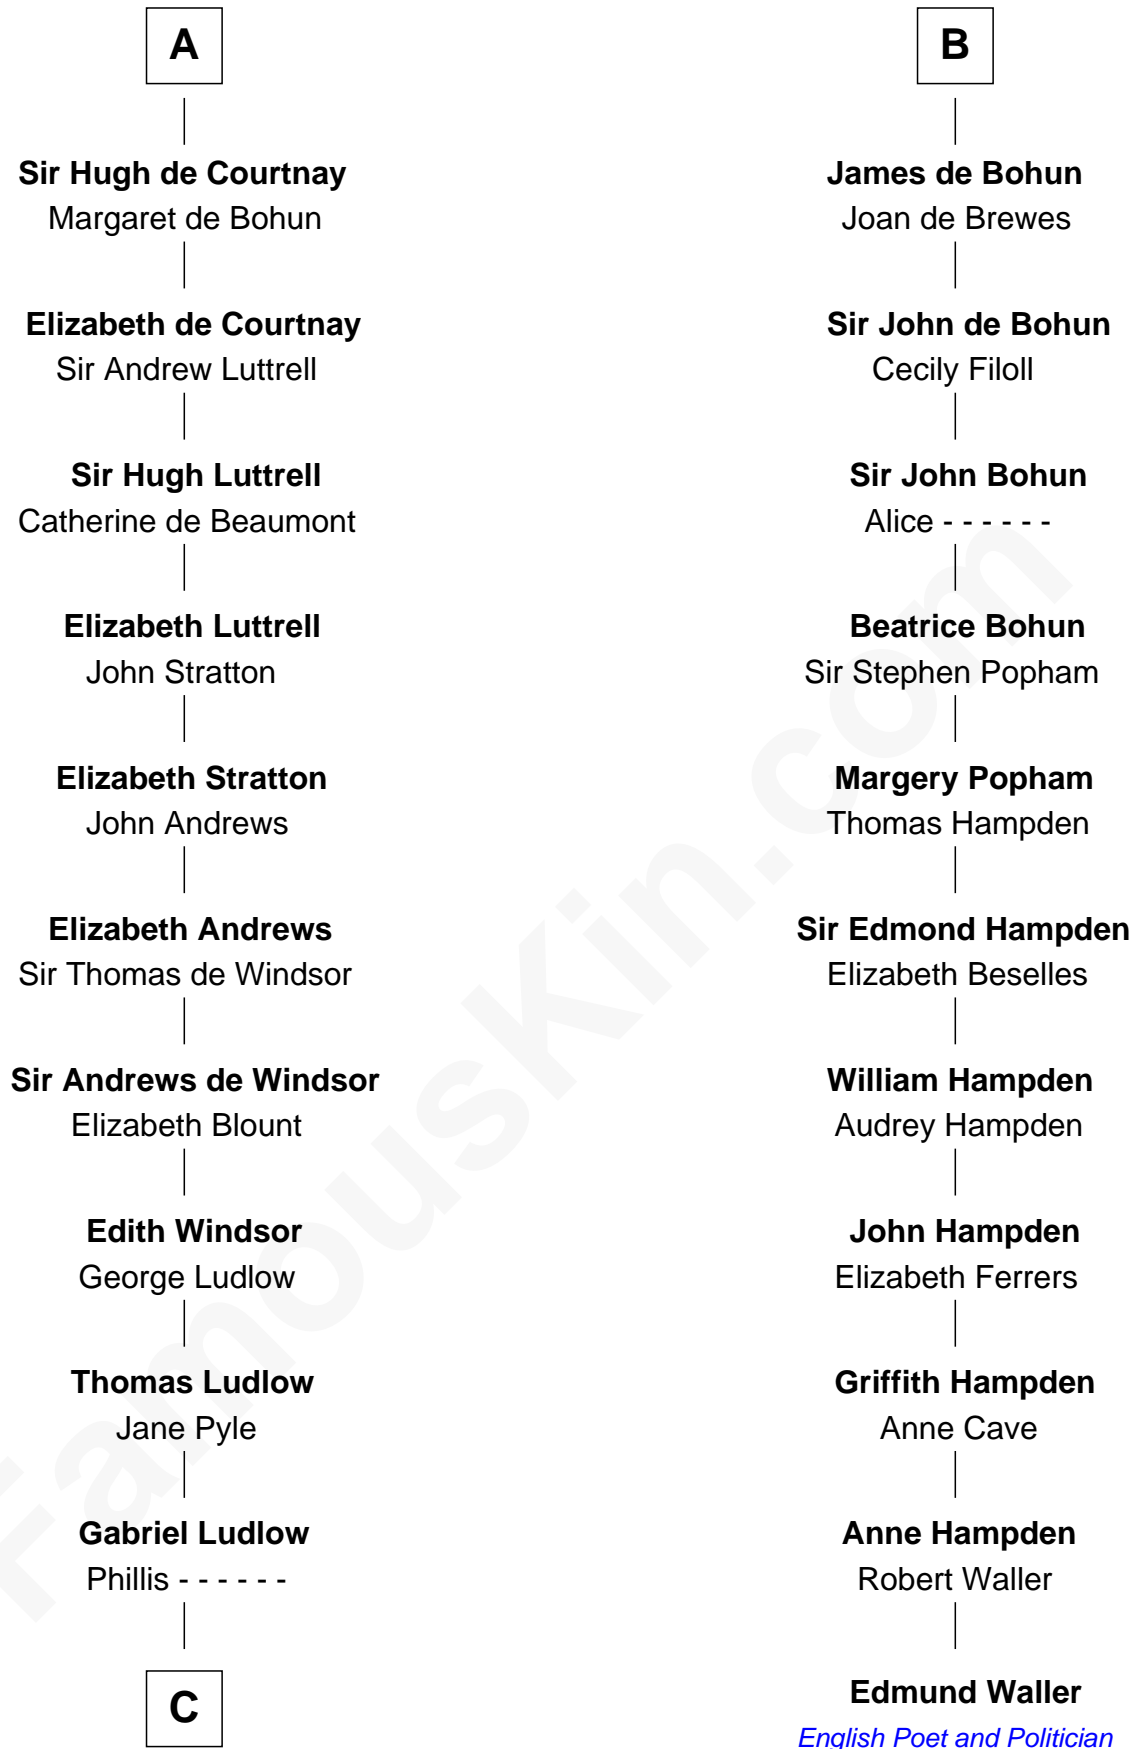 A
Sir Hugh de Courtnay
Margaret de Bohun
Elizabeth de Courtnay
Sir Andrew Luttrell
Sir Hugh Luttrell
Catherine de Beaumont
Elizabeth Luttrell
John Stratton
Elizabeth Stratton
John Andrews
Elizabeth Andrews
Sir Thomas de Windsor
Sir Andrews de Windsor
Elizabeth Blount
Edith Windsor
George Ludlow
Thomas Ludlow
Jane Pyle
Gabriel Ludlow
Phillis - - - - - -
C
B
James de Bohun
Joan de Brewes
Sir John de Bohun
Cecily Filoll
Sir John Bohun
Alice - - - - - -
Beatrice Bohun
Sir Stephen Popham
Margery Popham
Thomas Hampden
Sir Edmond Hampden
Elizabeth Beselles
William Hampden
Audrey Hampden
John Hampden
Elizabeth Ferrers
Griffith Hampden
Anne Cave
Anne Hampden
Robert Waller
Edmund Waller
English Poet and Politician
FamousKin.com